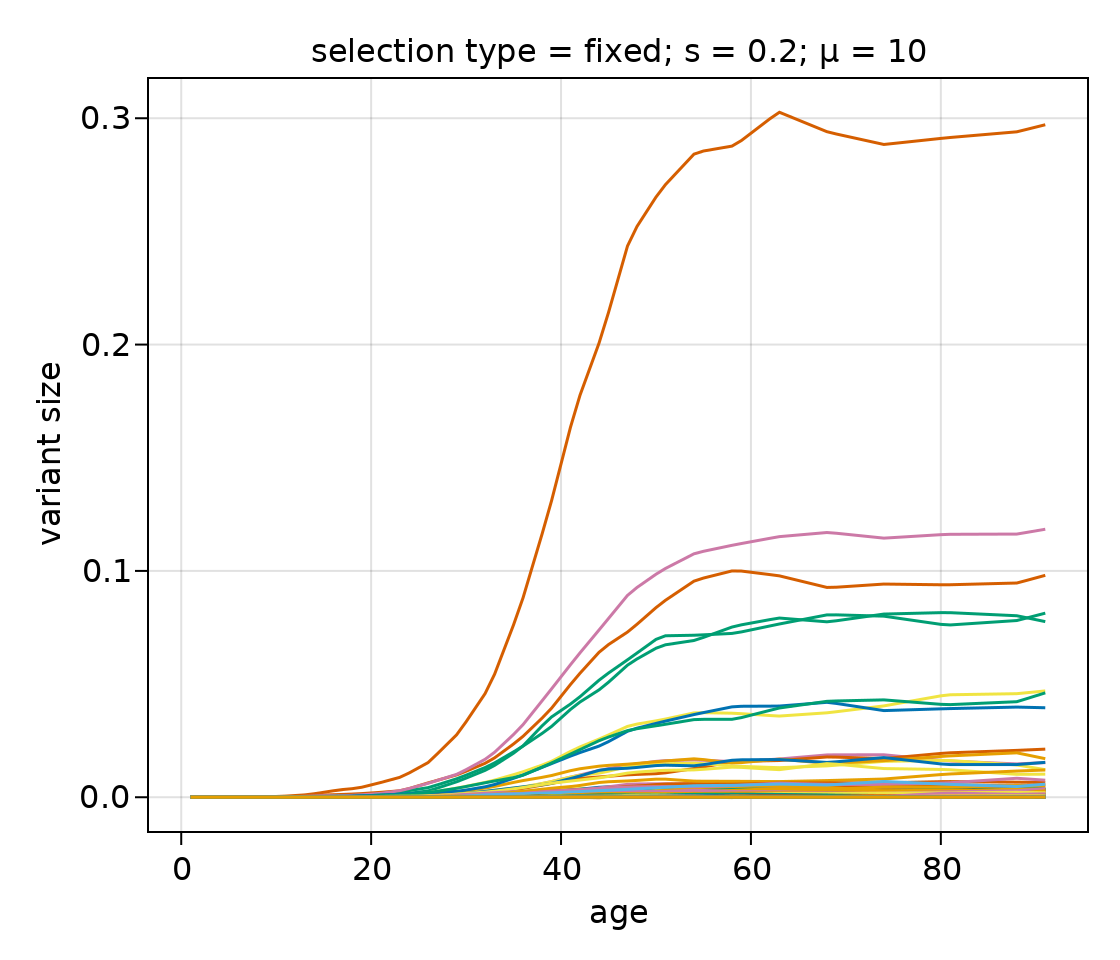 selection type = fixed; s = 0.2; μ = 10
0.3
0.2
0.1
0.0
variant size
0 20 40 60 80
age